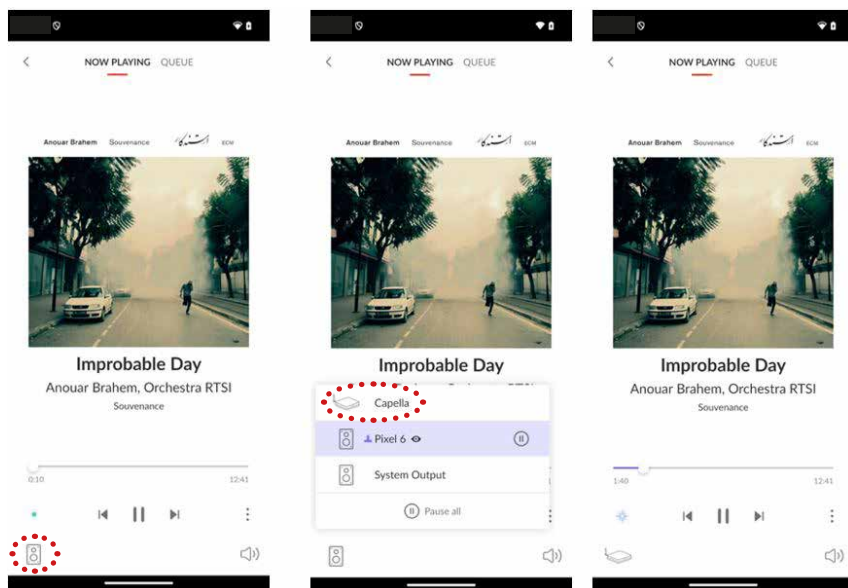 NOW PLAYING QUEUE
Anouar Brahem Souvenance ECM
Improbable Day
Anouar Brahem, Orchestra RTSI
Souvenance
0:10 12:41
NOW PLAYING QUEUE
Anouar Brahem Souvenance ECM
Improbable Day
Capella
Pixel 6
System Output
Pause all
NOW PLAYING QUEUE
Anouar Brahem Souvenance ECM
Improbable Day
Anouar Brahem, Orchestra RTSI
Souvenance
1:40 12:41